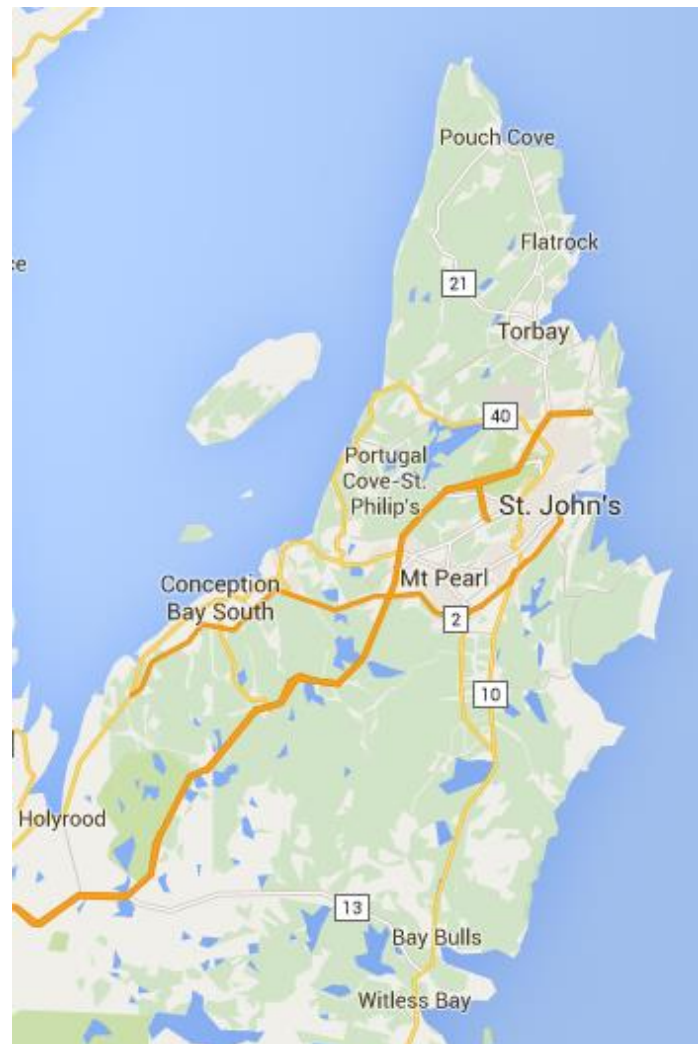 Pouch Cove
Flatrock
ce
21
Torbay
40
Portugal
Cove-St.
Philip's
St. John's
Conception
Bay South
Mt Pearl
2
10
Holyrood
13
Bay Bulls
Witless Bay